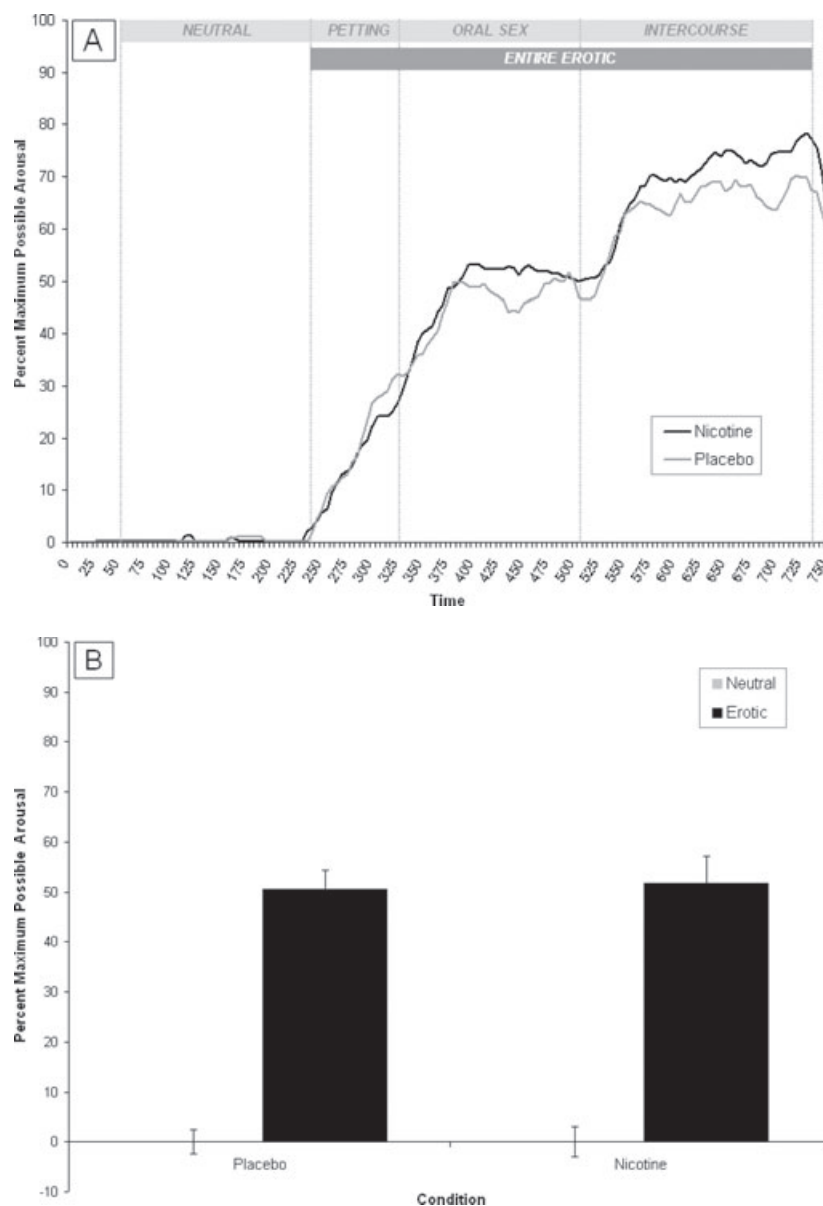 A
NEUTRAL PETTING ORAL SEX INTERCOURSE
ENTIRE EROTIC
Percent Maximum Possible Arousal
100
90
80
70
60
50
40
30
20
10
0
Nicotine
Placebo
0 25 50 75 100 125 150 175 200 225 250 275 300 325 350 375 400 425 450 475 500 525 550 575 600 625 650 675 700 725 750
Time
B
Neutral
Erotic
Percent Maximum Possible Arousal
100
90
80
70
60
50
40
30
20
10
0
-10
Placebo Nicotine
Condition